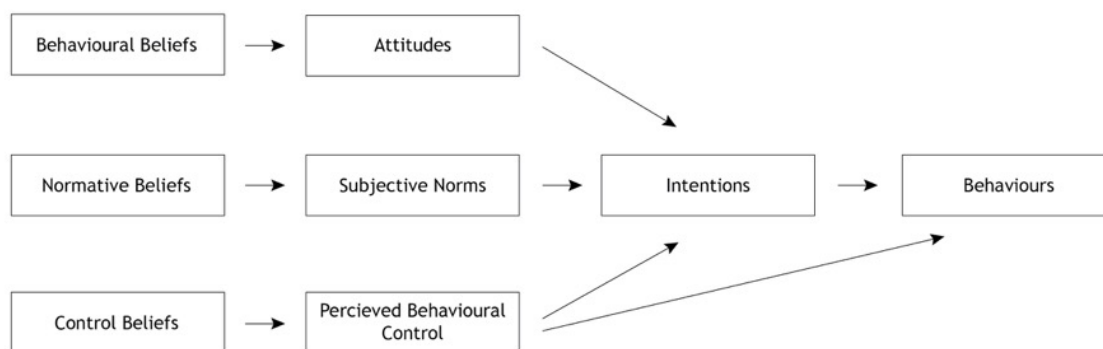 Behavioural Beliefs
Attitudes
Normative Beliefs
Subjective Norms
Intentions
Behaviours
Control Beliefs
Percieved Behavioural
Control